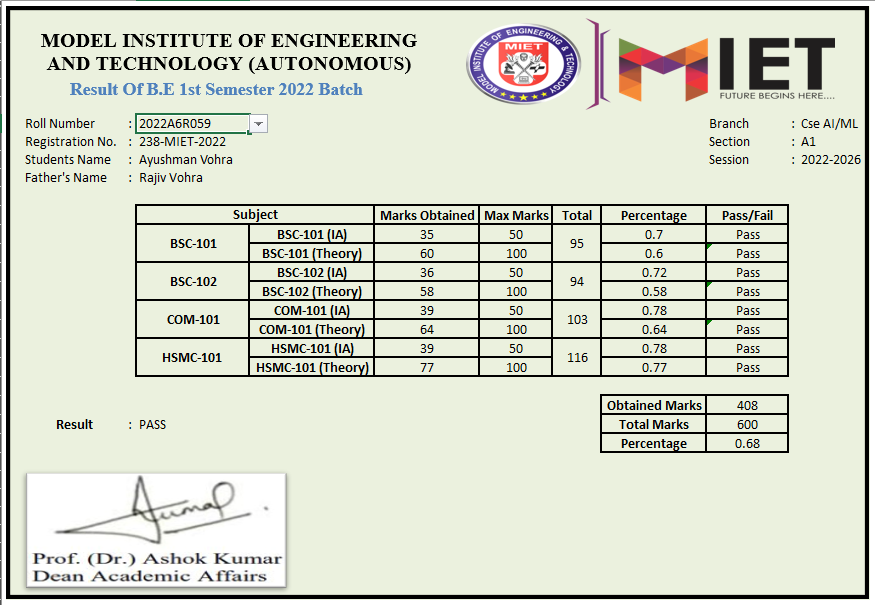 MODEL INSTITUTE OF ENGINEERING
AND TECHNOLOGY (AUTONOMOUS)
Result Of B.E 1st Semester 2022 Batch
MODEL INSTITUTE OF ENGINEERING & TECHNOLOGY
MIET
MIET
FUTURE BEGINS HERE....
Roll Number : 2022A6R059
Registration No. : 238-MIET-2022
Students Name : Ayushman Vohra
Father's Name : Rajiv Vohra
Branch : Cse AI/ML
Section : A1
Session : 2022-2026
Subject Marks Obtained Max Marks Total Percentage Pass/Fail
BSC-101 BSC-101 (IA) 35 50 95 0.7 Pass
BSC-101 (Theory) 60 100 0.6 Pass
BSC-102 BSC-102 (IA) 36 50 94 0.72 Pass
BSC-102 (Theory) 58 100 0.58 Pass
COM-101 COM-101 (IA) 39 50 103 0.78 Pass
COM-101 (Theory) 64 100 0.64 Pass
HSMC-101 HSMC-101 (IA) 39 50 116 0.78 Pass
HSMC-101 (Theory) 77 100 0.77 Pass
Obtained Marks 408
Total Marks 600
Percentage 0.68
Result : PASS
Prof. (Dr.) Ashok Kumar
Dean Academic Affairs